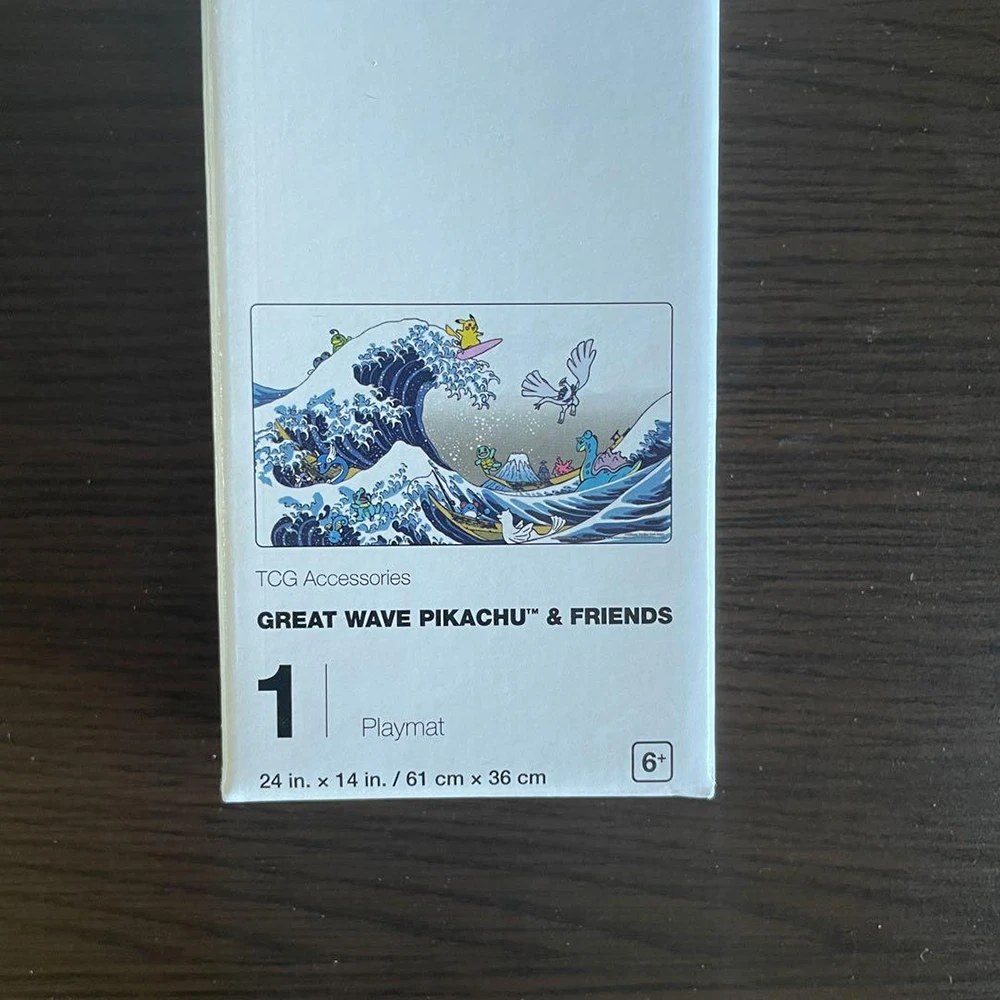 TCG Accessories
GREAT WAVE PIKACHU™ & FRIENDS
1
Playmat
24 in. × 14 in. / 61 cm × 36 cm
6+